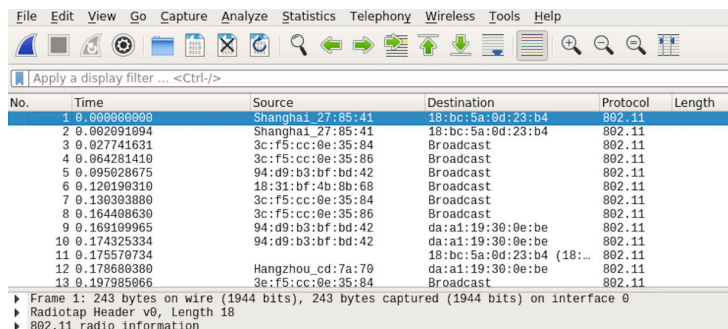 File Edit View Go Capture Analyze Statistics Telephony Wireless Tools Help
Apply a display filter ... <Ctrl-/>
No. Time Source Destination Protocol Length
1 0.000000000 Shanghai_27:85:41 18:bc:5a:0d:23:b4 802.11
2 0.002091094 Shanghai_27:85:41 18:bc:5a:0d:23:b4 802.11
3 0.027741631 3c:f5:cc:0e:35:84 Broadcast 802.11
4 0.064281410 3c:f5:cc:0e:35:86 Broadcast 802.11
5 0.095028675 94:d9:b3:bf:bd:42 Broadcast 802.11
6 0.120190310 18:31:bf:4b:8b:68 Broadcast 802.11
7 0.130303880 3c:f5:cc:0e:35:84 Broadcast 802.11
8 0.164408630 3c:f5:cc:0e:35:86 Broadcast 802.11
9 0.169109965 94:d9:b3:bf:bd:42 da:a1:19:30:0e:be 802.11
10 0.174325334 94:d9:b3:bf:bd:42 da:a1:19:30:0e:be 802.11
11 0.175570734 18:bc:5a:0d:23:b4 (18:… 802.11
12 0.178680380 Hangzhou_cd:7a:70 da:a1:19:30:0e:be 802.11
13 0.197985066 3e:f5:cc:0e:35:84 Broadcast 802.11
Frame 1: 243 bytes on wire (1944 bits), 243 bytes captured (1944 bits) on interface 0
Radiotap Header v0, Length 18
802.11 radio information